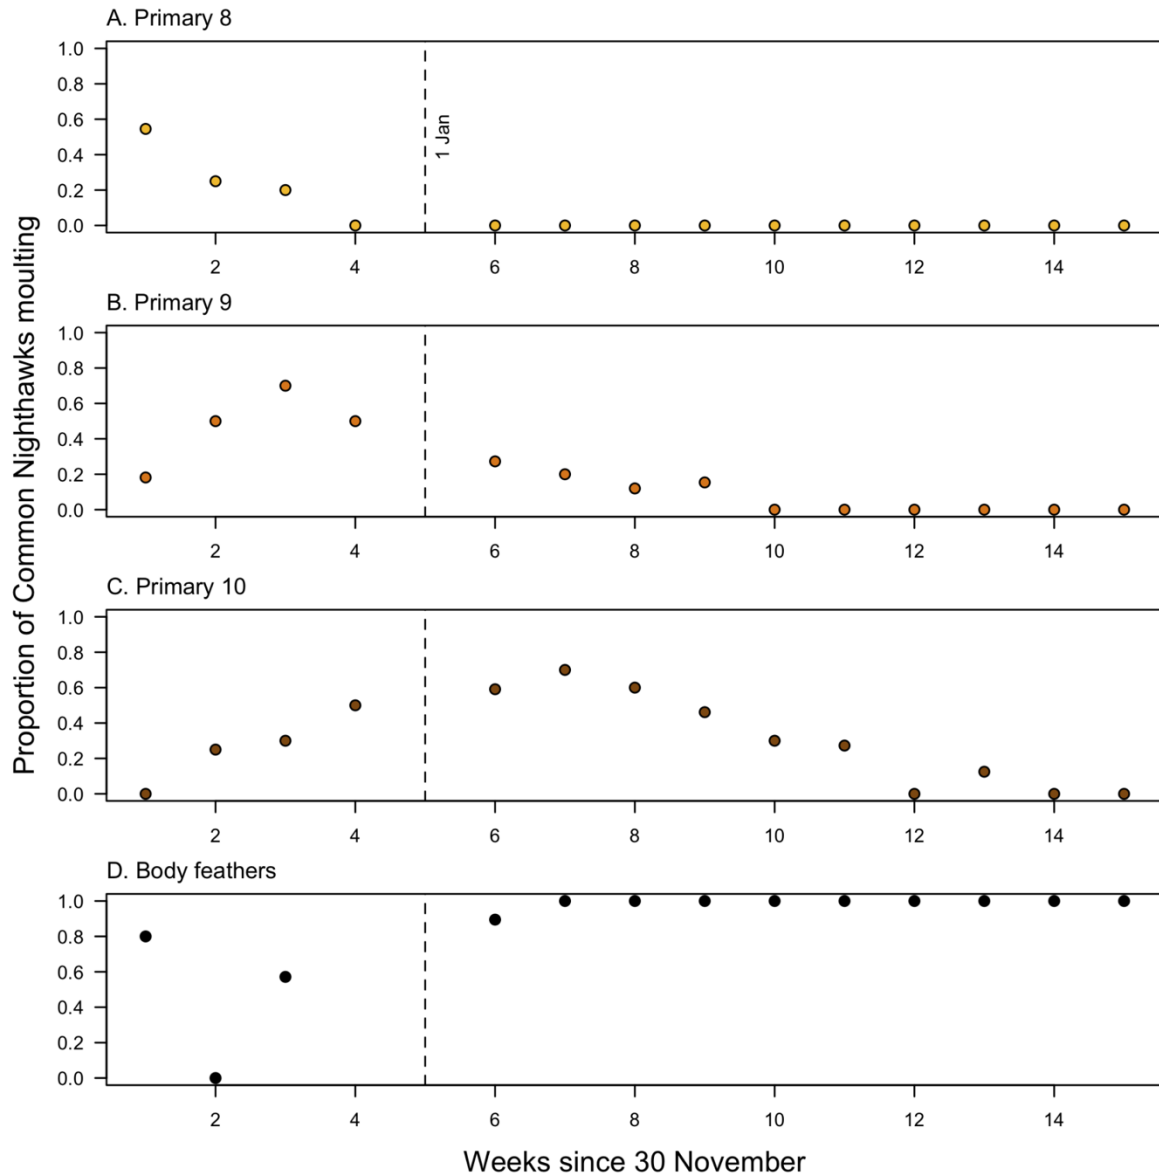 A. Primary 8
1.0
0.8
0.6
0.4
0.2
0.0
1 Jan
2 4 6 8 10 12 14
B. Primary 9
1.0
0.8
0.6
0.4
0.2
0.0
2 4 6 8 10 12 14
C. Primary 10
1.0
0.8
0.6
0.4
0.2
0.0
2 4 6 8 10 12 14
D. Body feathers
1.0
0.8
0.6
0.4
0.2
0.0
2 4 6 8 10 12 14
Proportion of Common Nighthawks moulting
Weeks since 30 November